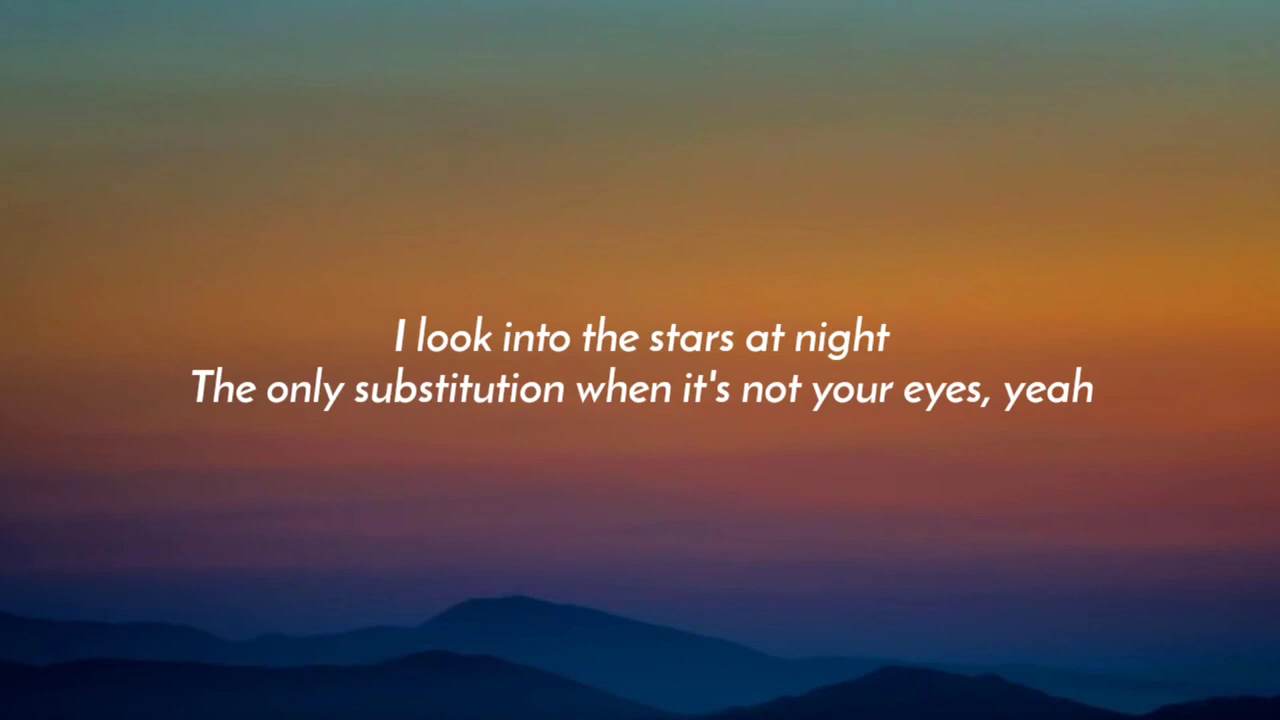 I look into the stars at night
The only substitution when it's not your eyes, yeah